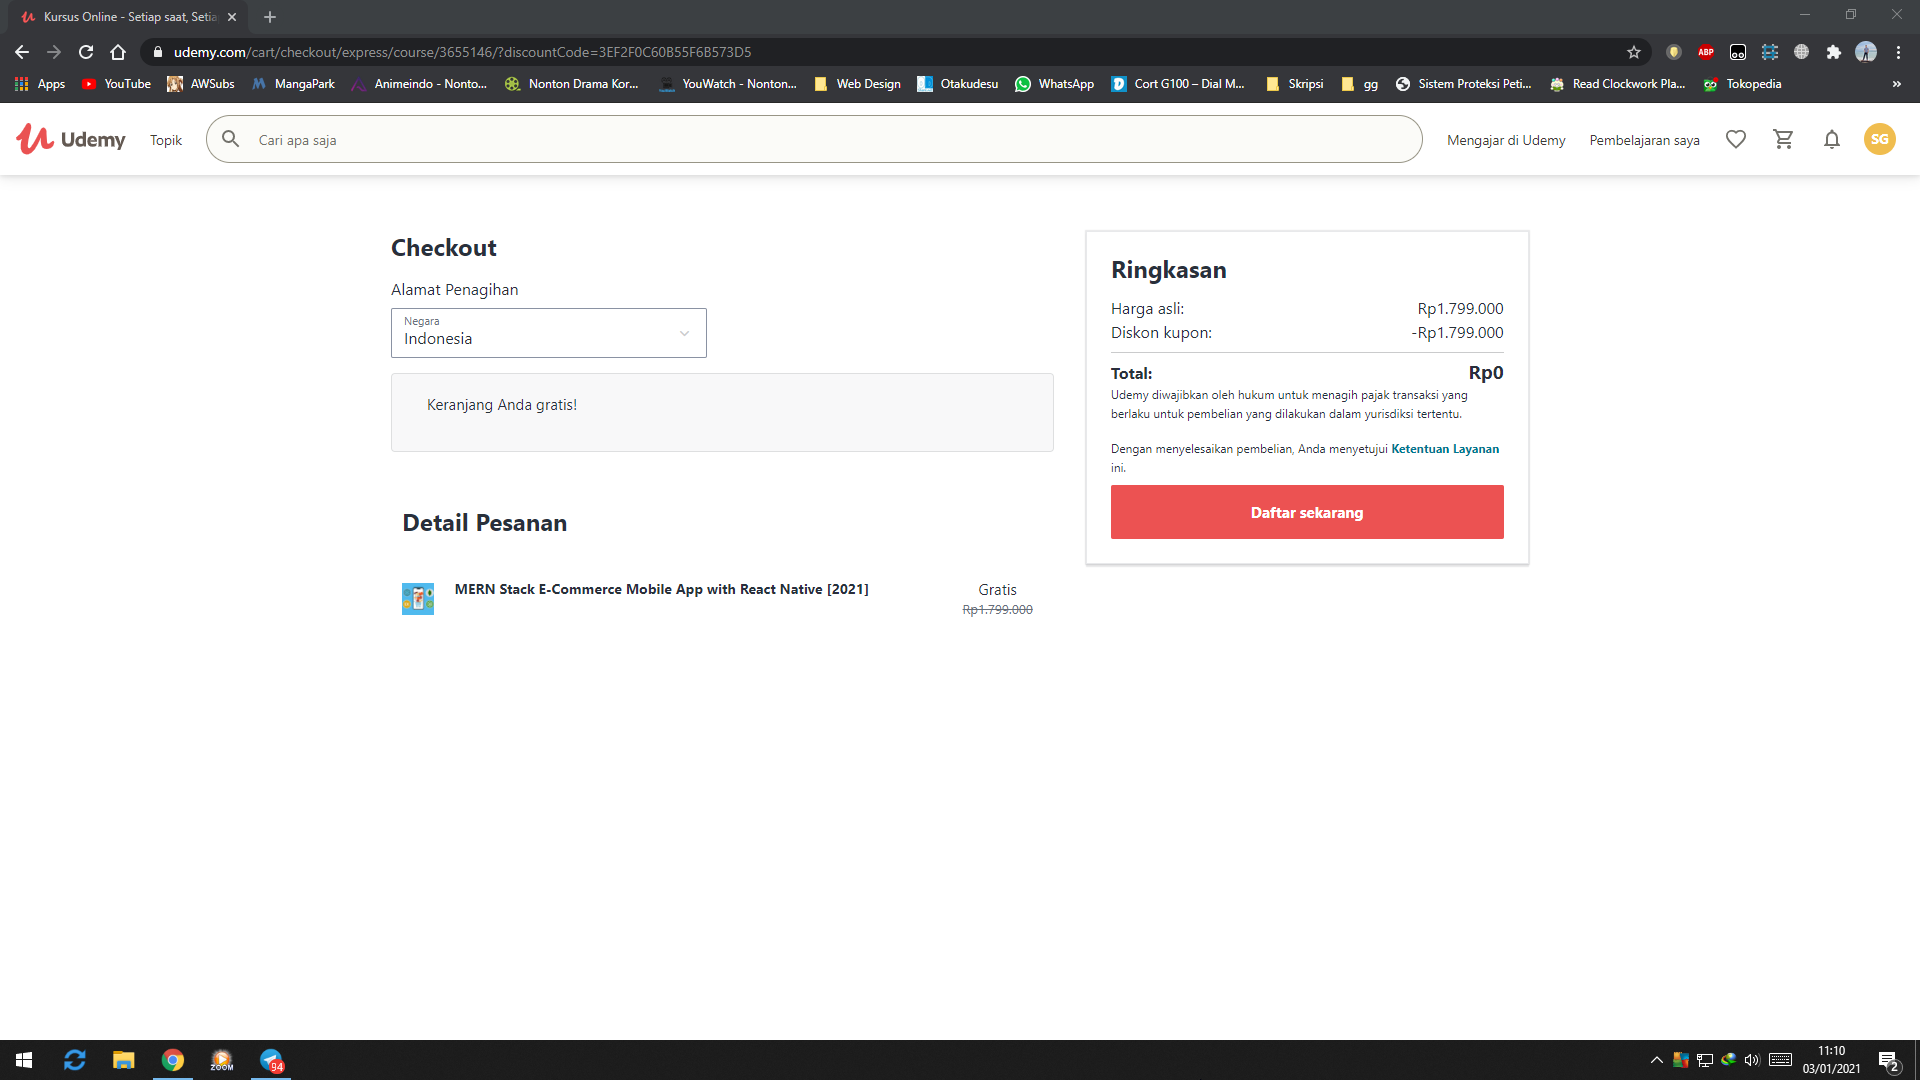 Kursus Online - Setiap saat, Setia
udemy.com/cart/checkout/express/course/3655146/?discountCode=3EF2F0C60B55F6B573D5
ABP
Apps YouTube AWSubs MangaPark Animeindo - Nonto... Nonton Drama Kor... YouWatch - Nonton... Web Design Otakudesu WhatsApp Cort G100 – Dial M... Skripsi gg Sistem Proteksi Peti... Read Clockwork Pla... Tokopedia »
Udemy Topik Cari apa saja Mengajar di Udemy Pembelajaran saya SG
Checkout
Alamat Penagihan
Negara
Indonesia
Keranjang Anda gratis!
Detail Pesanan
MERN Stack E-Commerce Mobile App with React Native [2021] Gratis
Rp1.799.000
Ringkasan
Harga asli: Rp1.799.000
Diskon kupon: -Rp1.799.000
Total: Rp0
Udemy diwajibkan oleh hukum untuk menagih pajak transaksi yang
berlaku untuk pembelian yang dilakukan dalam yurisdiksi tertentu.
Dengan menyelesaikan pembelian, Anda menyetujui Ketentuan Layanan
ini.
Daftar sekarang
ZOOM
94
11:10
03/01/2021
2